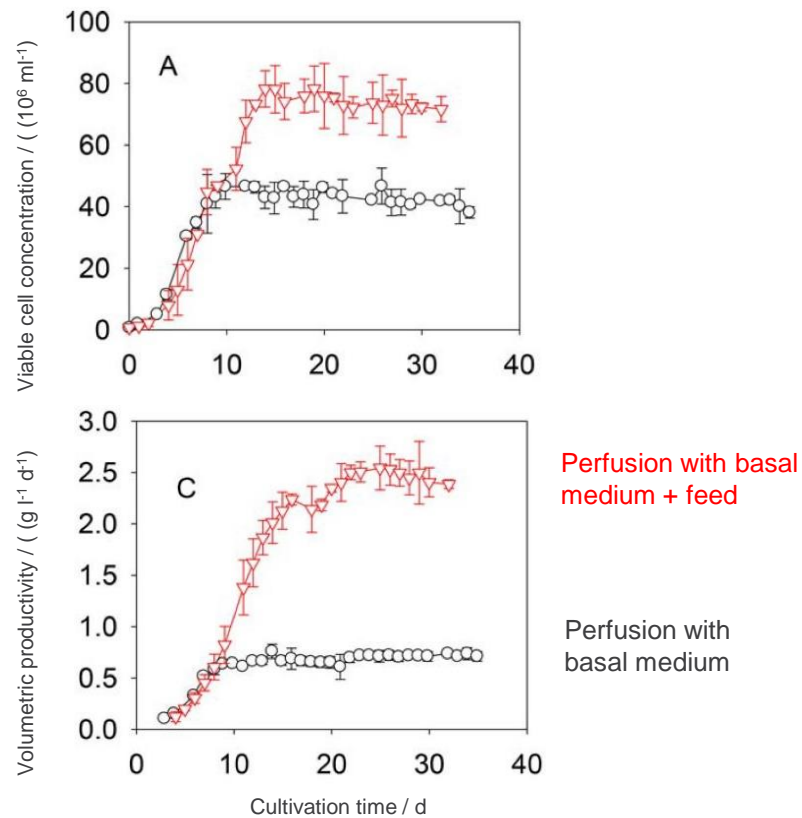 Viable cell concentration / ( (10⁶ ml⁻¹)
100
80
60
40
20
0
A
0 10 20 30 40
Volumetric productivity / ( (g l⁻¹ d⁻¹)
3.0
2.5
2.0
1.5
1.0
0.5
0.0
C
0 10 20 30 40
Cultivation time / d
Perfusion with basal
medium + feed
Perfusion with
basal medium